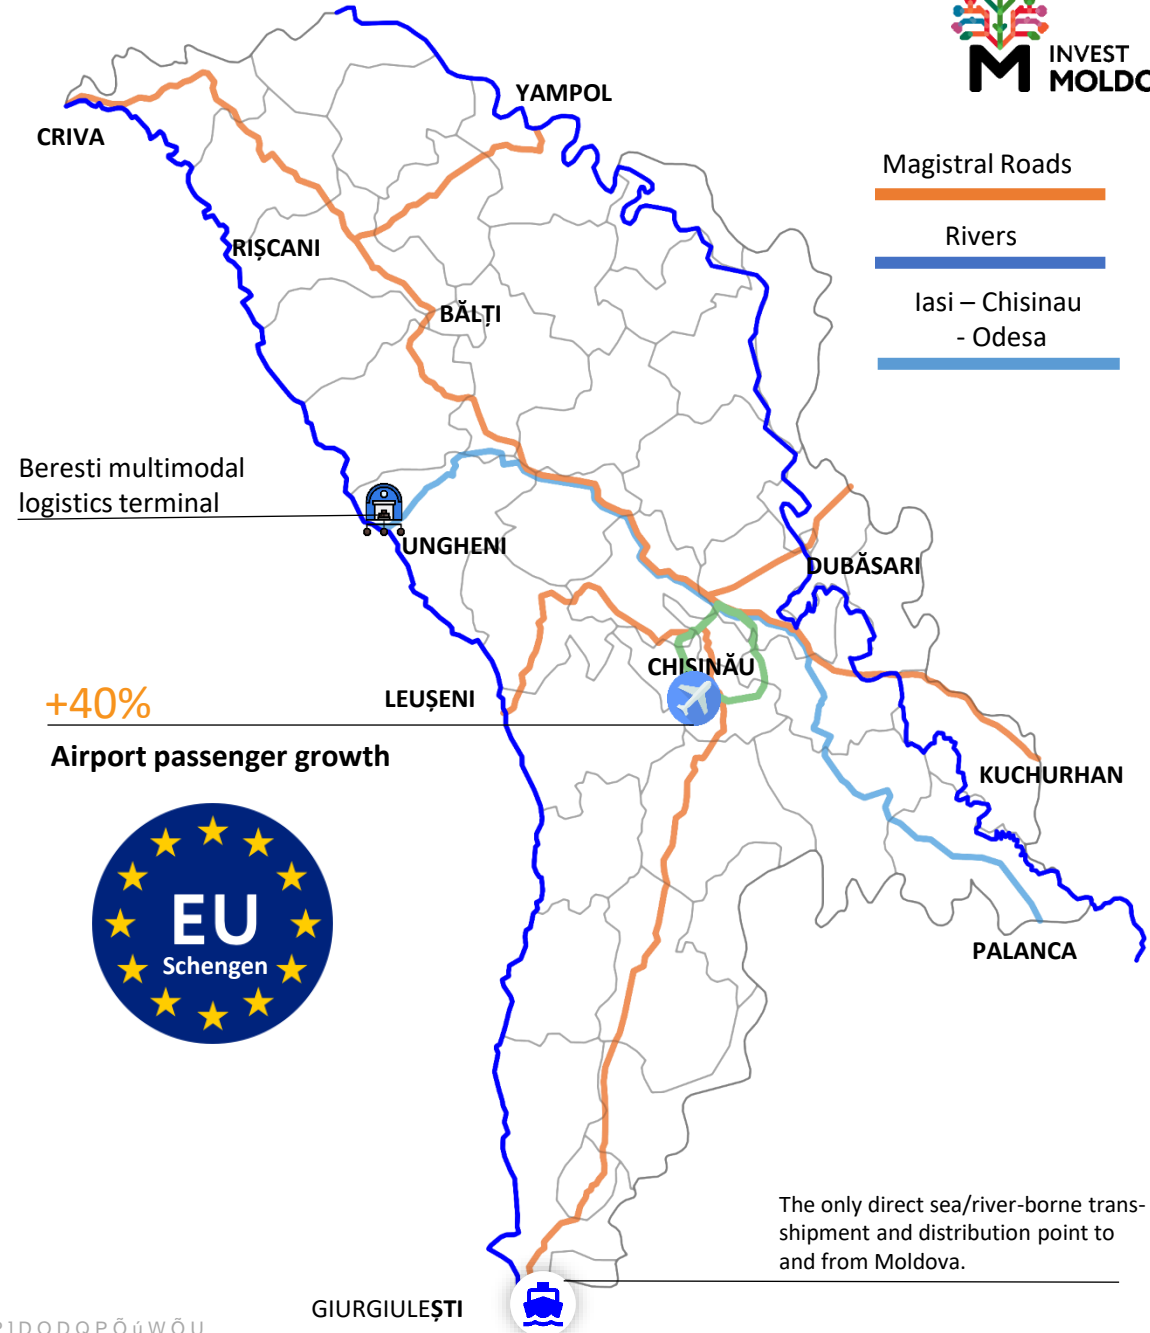 INVEST
MOLDO
YAMPOL
CRIVA
Magistral Roads
Rivers
RIȘCANI
Iasi – Chisinau
- Odesa
BĂLȚI
Beresti multimodal
logistics terminal
UNGHENI
DUBĂSARI
CHIȘINĂU
LEUȘENI
+40%
Airport passenger growth
KUCHURHAN
EU
Schengen
PALANCA
The only direct sea/river-borne trans-
shipment and distribution point to
and from Moldova.
GIURGIULEȘTI